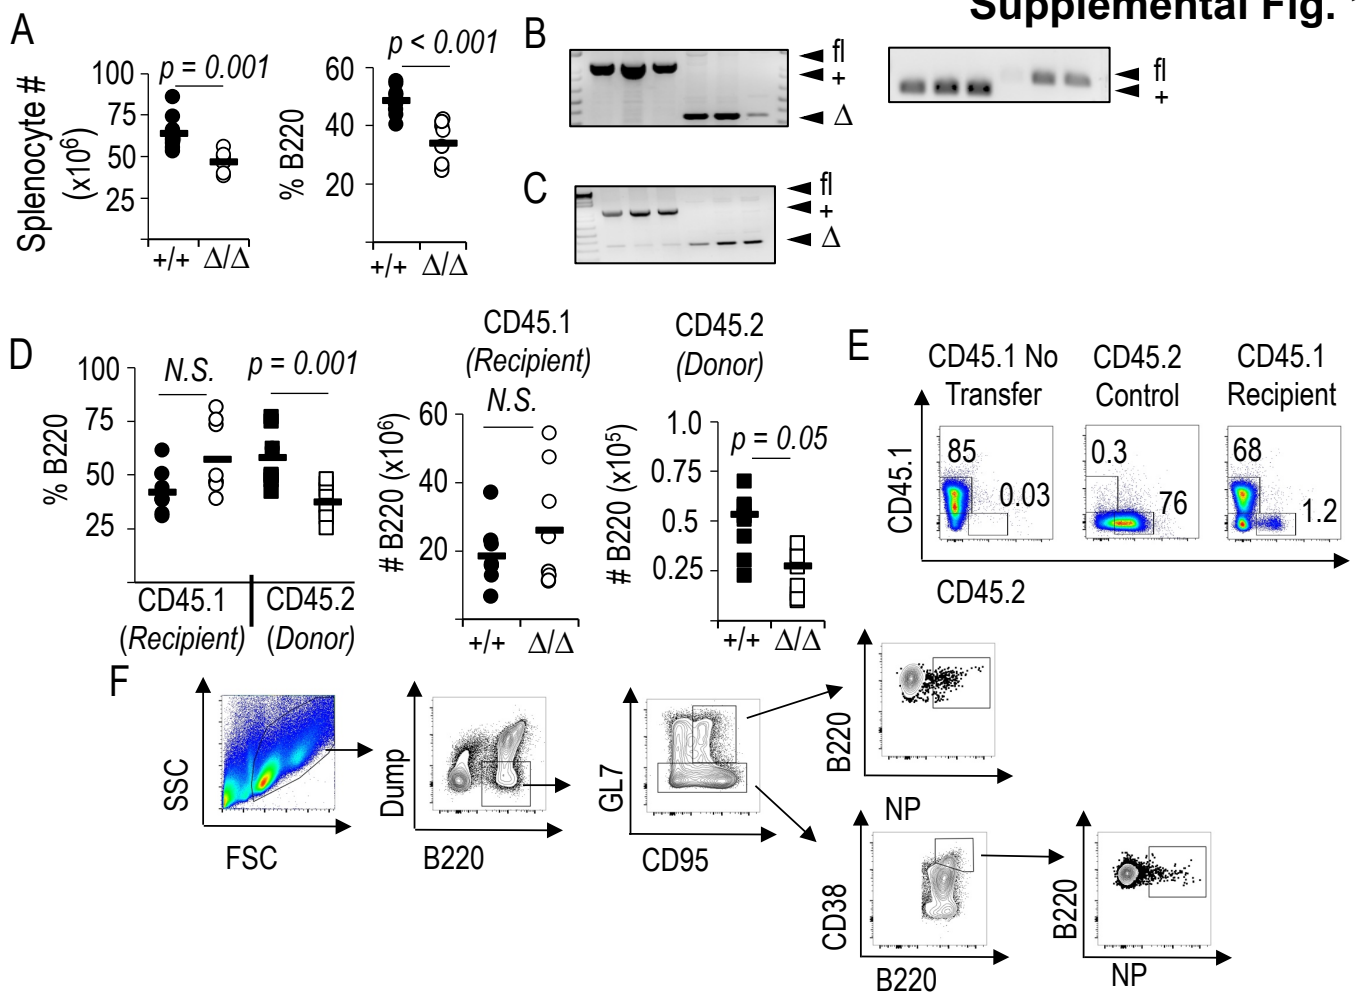 Supplemental Fig.
A
Splenocyte #
(x10⁶)
100
75
50
25
p = 0.001
+/+ Δ/Δ
% B220
60
40
20
p < 0.001
+/+ Δ/Δ
B
fl
+
Δ
fl
+
C
fl
+
Δ
D
% B220
100
75
50
25
N.S.
p = 0.001
CD45.1
(Recipient)
CD45.2
(Donor)
CD45.1
(Recipient)
# B220 (x10⁶)
60
40
20
N.S.
+/+ Δ/Δ
CD45.2
(Donor)
# B220 (x10⁵)
1.0
0.75
0.5
0.25
p = 0.05
+/+ Δ/Δ
E
CD45.1 No
Transfer
CD45.2
Control
CD45.1
Recipient
CD45.1
85
0.03
0.3
76
68
1.2
CD45.2
F
SSC
FSC
Dump
B220
GL7
CD95
B220
NP
CD38
B220
B220
NP